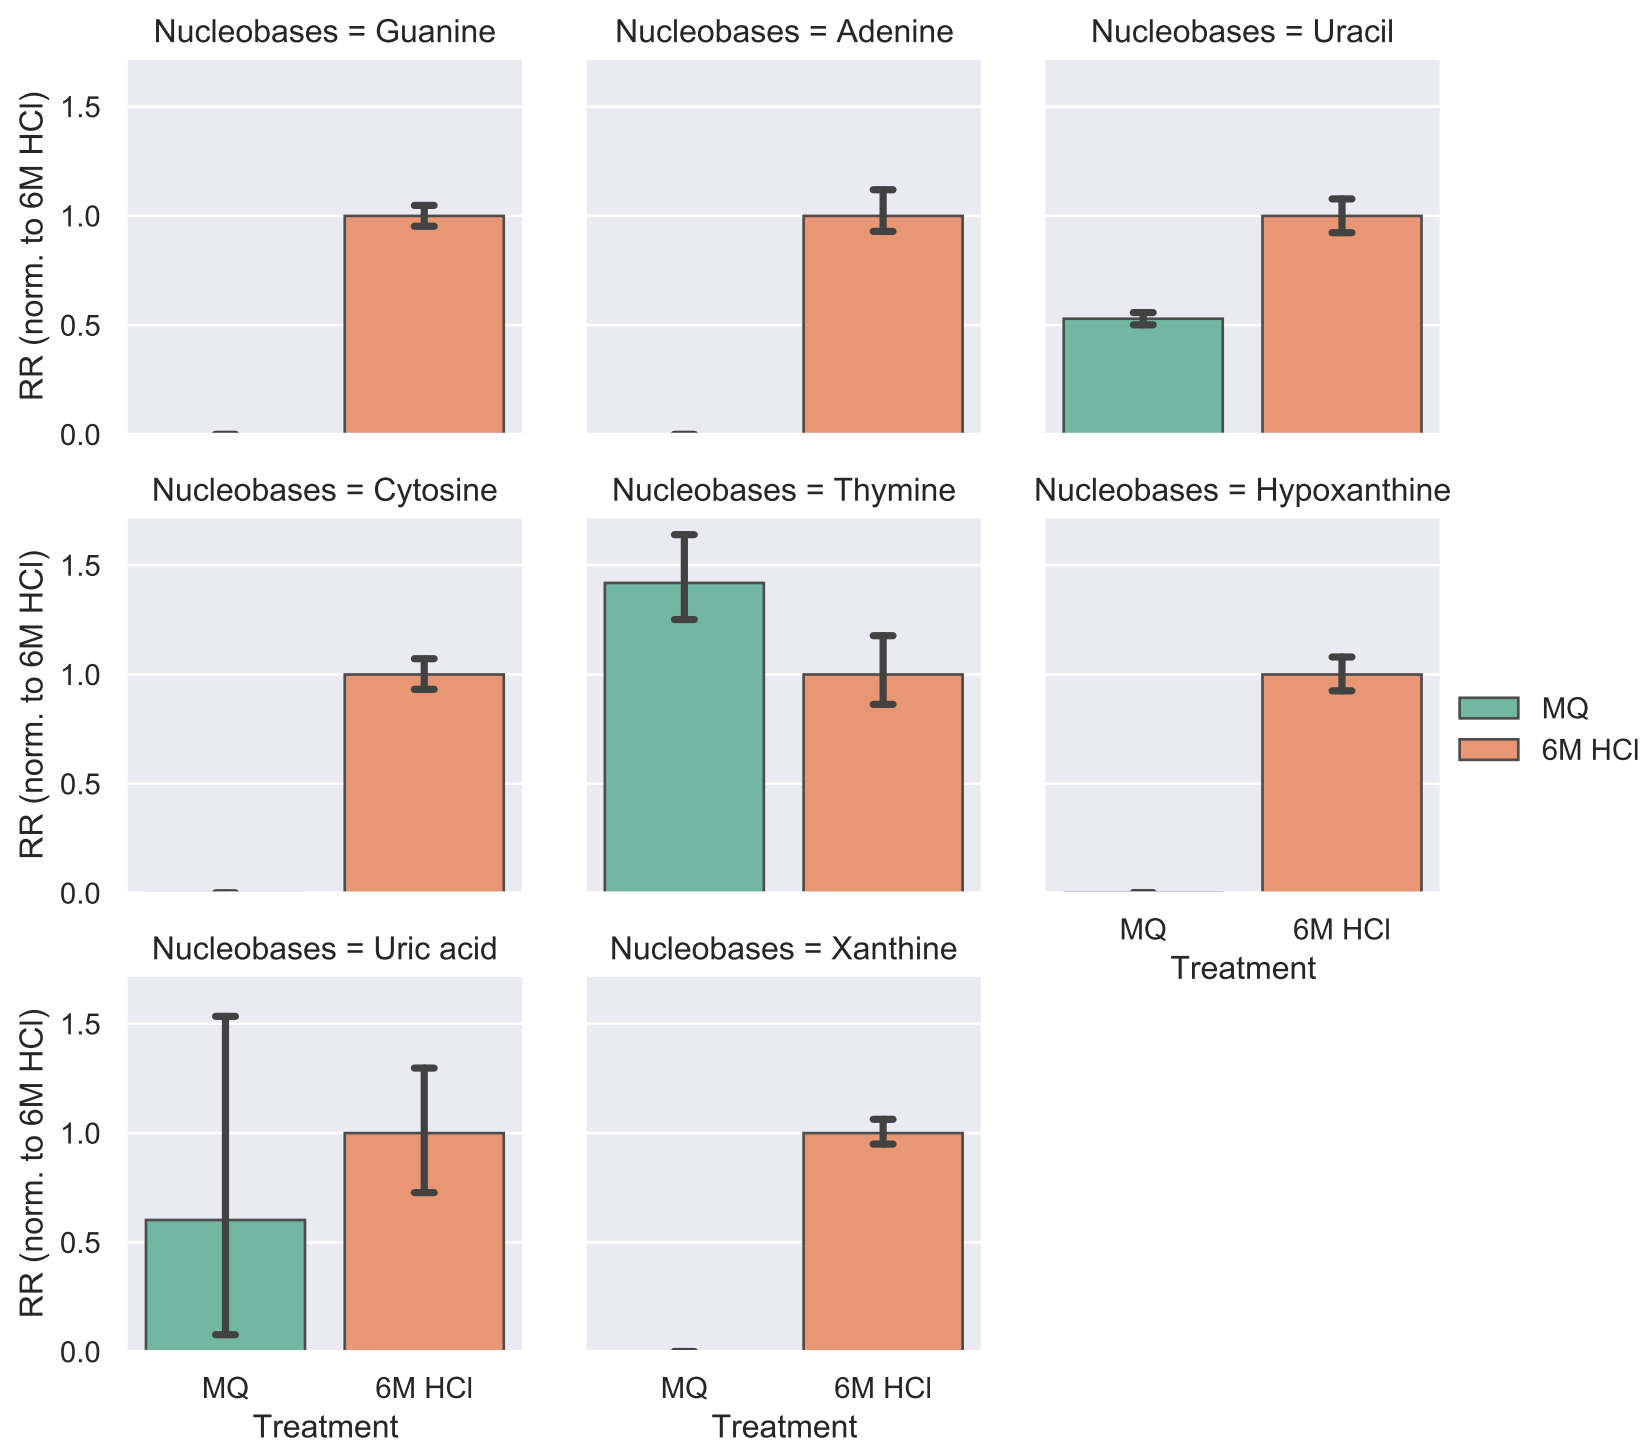 Nucleobases = Guanine
Nucleobases = Adenine
Nucleobases = Uracil
RR (norm. to 6M HCl)
1.5
1.0
0.5
0.0
Nucleobases = Cytosine
Nucleobases = Thymine
Nucleobases = Hypoxanthine
RR (norm. to 6M HCl)
1.5
1.0
0.5
0.0
MQ
6M HCl
Treatment
MQ
6M HCl
Nucleobases = Uric acid
Nucleobases = Xanthine
RR (norm. to 6M HCl)
1.5
1.0
0.5
0.0
MQ
6M HCl
Treatment
MQ
6M HCl
Treatment